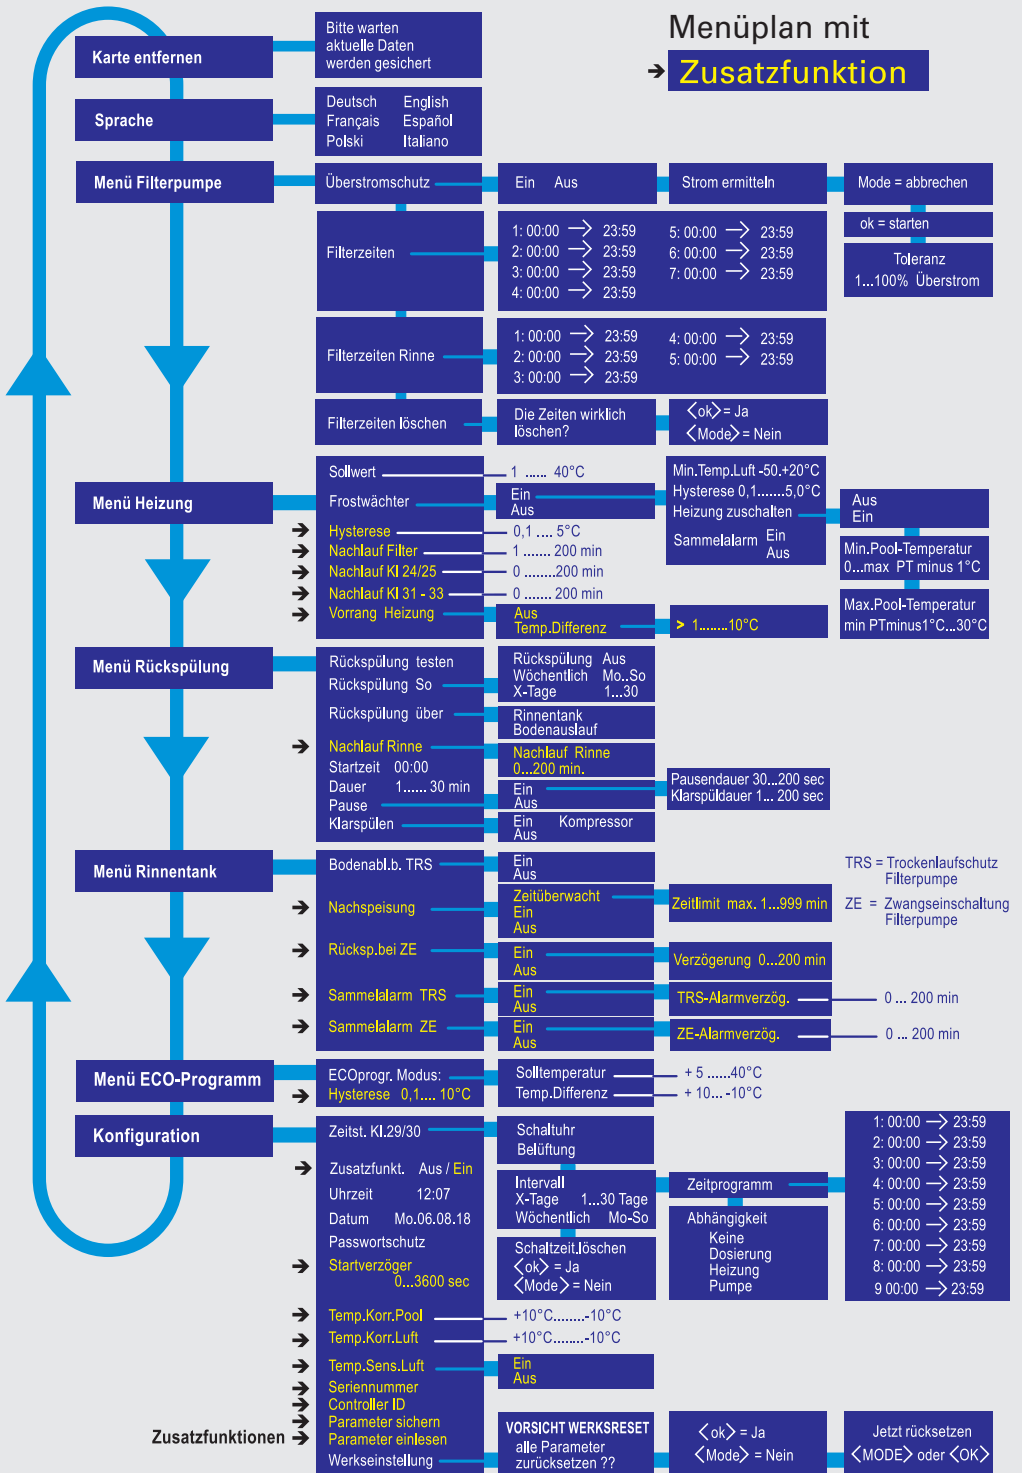 Menüplan mit
➔ Zusatzfunktion
Karte entfernen
Bitte warten
aktuelle Daten
werden gesichert
Sprache
Deutsch English
Français Español
Polski Italiano
Menü Filterpumpe
Überstromschutz
Ein Aus
Strom ermitteln
Mode = abbrechen
ok = starten
Toleranz
1...100% Überstrom
Filterzeiten
1: 00:00 → 23:59
2: 00:00 → 23:59
3: 00:00 → 23:59
4: 00:00 → 23:59
5: 00:00 → 23:59
6: 00:00 → 23:59
7: 00:00 → 23:59
Filterzeiten Rinne
1: 00:00 → 23:59
2: 00:00 → 23:59
3: 00:00 → 23:59
4: 00:00 → 23:59
5: 00:00 → 23:59
Filterzeiten löschen
Die Zeiten wirklich
löschen?
<ok> = Ja
<Mode> = Nein
Menü Heizung
Sollwert
1 ...... 40°C
Frostwächter
Ein
Aus
Min.Temp.Luft -50.+20°C
Hysterese 0,1.......5,0°C
Heizung zuschalten
Sammelalarm Ein
Aus
Aus
Ein
Min.Pool-Temperatur
0...max PT minus 1°C
Max.Pool-Temperatur
min PTminus1°C...30°C
➔ Hysterese
0,1 .... 5°C
➔ Nachlauf Filter
1 ....... 200 min
➔ Nachlauf Kl 24/25
0 ........200 min
➔ Nachlauf Kl 31 - 33
0 ....... 200 min
➔ Vorrang Heizung
Aus
Temp.Differenz
> 1........10°C
Menü Rückspülung
Rückspülung testen
Rückspülung So
Rückspülung Aus
Wöchentlich Mo..So
X-Tage 1...30
Rückspülung über
Rinnentank
Bodenauslauf
➔ Nachlauf Rinne
Nachlauf Rinne
0...200 min.
Startzeit 00:00
Dauer 1...... 30 min
Pause
Ein
Aus
Pausendauer 30...200 sec
Klarspüldauer 1... 200 sec
Klarspülen
Ein Kompressor
Aus
Menü Rinnentank
Bodenabl.b. TRS
Ein
Aus
TRS = Trockenlaufschutz
Filterpumpe
ZE = Zwangseinschaltung
Filterpumpe
➔ Nachspeisung
Zeitüberwacht
Ein
Aus
Zeitlimit max. 1...999 min
➔ Rücksp.bei ZE
Ein
Aus
Verzögerung 0...200 min
➔ Sammelalarm TRS
Ein
Aus
TRS-Alarmverzög.
0 ... 200 min
➔ Sammelalarm ZE
Ein
Aus
ZE-Alarmverzög.
0 ... 200 min
Menü ECO-Programm
ECOprogr. Modus:
➔ Hysterese 0,1.... 10°C
Solltemperatur
+ 5 ......40°C
Temp.Differenz
+ 10... -10°C
Konfiguration
Zeitst. Kl.29/30
Schaltuhr
Belüftung
Intervall
X-Tage 1...30 Tage
Wöchentlich Mo-So
Schaltzeit.löschen
<ok> = Ja
<Mode> = Nein
Zeitprogramm
Abhängigkeit
Keine
Dosierung
Heizung
Pumpe
1: 00:00 → 23:59
2: 00:00 → 23:59
3: 00:00 → 23:59
4: 00:00 → 23:59
5: 00:00 → 23:59
6: 00:00 → 23:59
7: 00:00 → 23:59
8: 00:00 → 23:59
9 00:00 → 23:59
➔ Zusatzfunkt. Aus / Ein
Uhrzeit 12:07
Datum Mo.06.08.18
Passwortschutz
➔ Startverzöger
0...3600 sec
➔ Temp.Korr.Pool
+10°C........-10°C
➔ Temp.Korr.Luft
+10°C........-10°C
➔ Temp.Sens.Luft
Ein
Aus
➔ Seriennummer
➔ Controller ID
➔ Parameter sichern
Zusatzfunktionen ➔ Parameter einlesen
Werkseinstellung
VORSICHT WERKSRESET
alle Parameter
zurücksetzen ??
<ok> = Ja
<Mode> = Nein
Jetzt rücksetzen
<MODE> oder <OK>